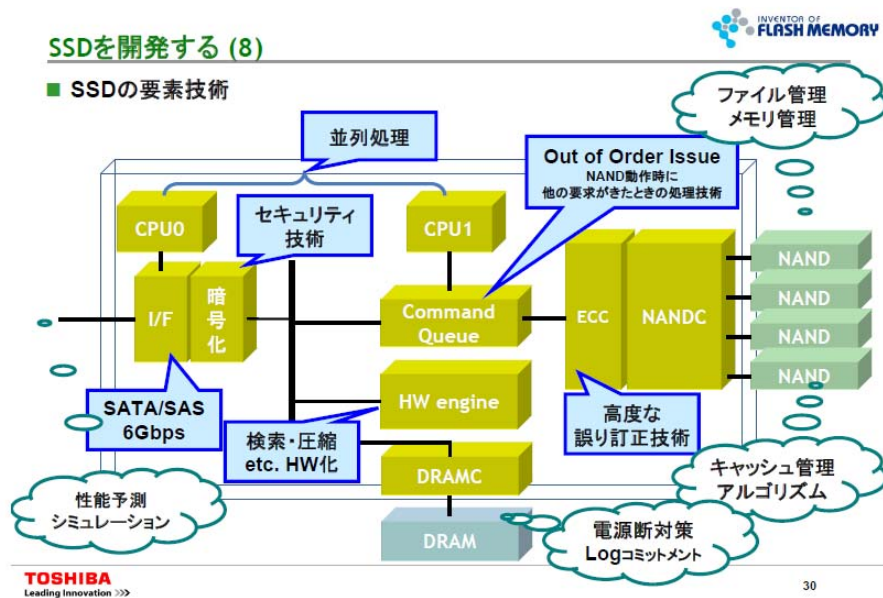 INVENTOR OF
FLASH MEMORY
SSDを開発する (8)
■ SSDの要素技術
ファイル管理
メモリ管理
並列処理
Out of Order Issue
NAND動作時に
他の要求がきたときの処理技術
CPU0
セキュリティ
技術
CPU1
I/F
暗号化
Command
Queue
ECC
NANDC
NAND
NAND
NAND
NAND
SATA/SAS
6Gbps
HW engine
検索・圧縮
etc. HW化
高度な
誤り訂正技術
DRAMC
キャッシュ管理
アルゴリズム
性能予測
シミュレーション
DRAM
電源断対策
Logコミットメント
TOSHIBA
Leading Innovation >>>
30